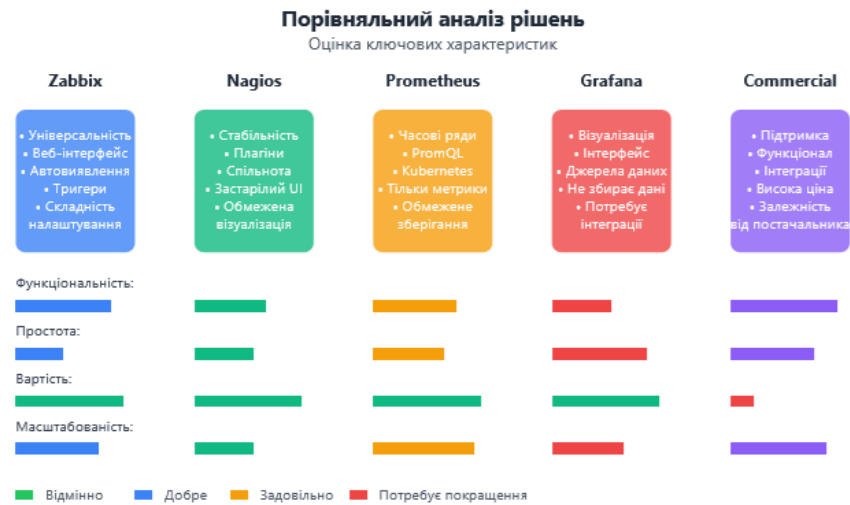 Порівняльний аналіз рішень
Оцінка ключових характеристик
Zabbix
• Універсальність
• Веб-інтерфейс
• Автовиявлення
• Тригери
• Складність
налаштування
Nagios
• Стабільність
• Плагіни
• Спільнота
• Застарілий UI
• Обмежена
візуалізація
Prometheus
• Часові ряди
• PromQL
• Kubernetes
• Тільки метрики
• Обмежене
зберігання
Grafana
• Візуалізація
• Інтерфейс
• Джерела даних
• Не збирає дані
• Потребує
інтеграції
Commercial
• Підтримка
• Функціонал
• Інтеграції
• Висока ціна
• Залежність
від постачальника
Функціональність:
Простота:
Вартість:
Масштабованість:
Відмінно
Добре
Задовільно
Потребує покращення